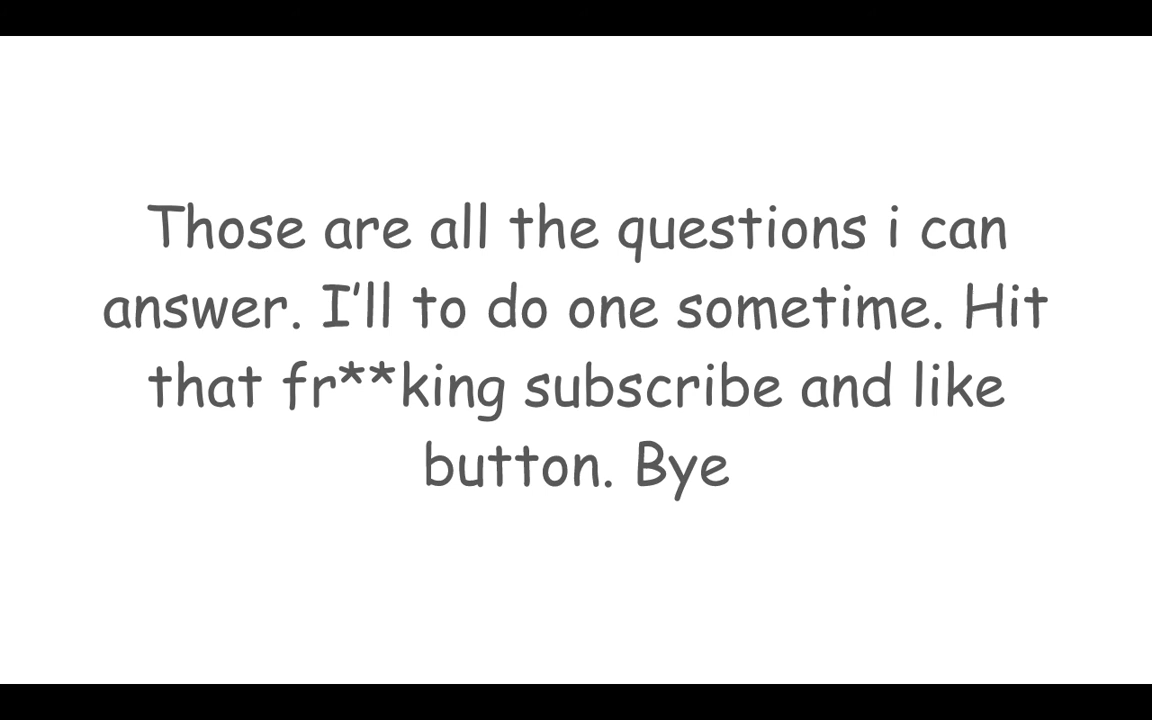 Those are all the questions i can
answer. I'll to do one sometime. Hit
that fr**king subscribe and like
button. Bye